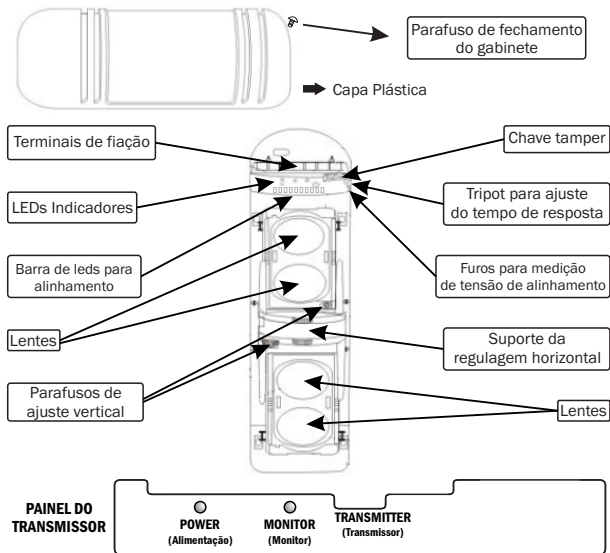 Parafuso de fechamento
do gabinete
Capa Plástica
Terminais de fiação
Chave tamper
LEDs Indicadores
Tripot para ajuste
do tempo de resposta
Barra de leds para
alinhamento
Furos para medição
de tensão de alinhamento
Lentes
Suporte da
regulagem horizontal
Parafusos de
ajuste vertical
Lentes
PAINEL DO
TRANSMISSOR
POWER
(Alimentação)
MONITOR
(Monitor)
TRANSMITTER
(Transmissor)